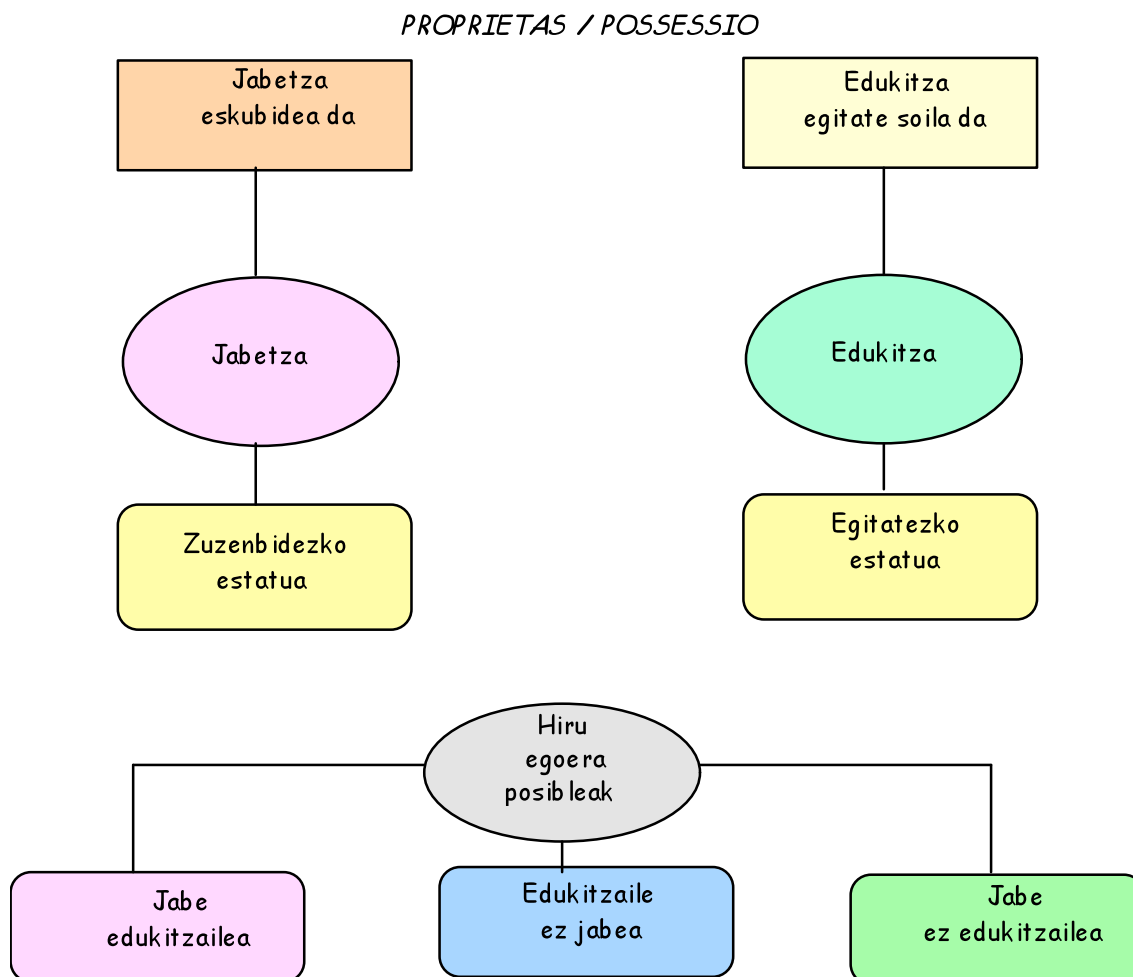 PROPRIETAS / POSSESSIO
Jabetza
eskubidea da
Edukitza
egitate soila da
Jabetza
Edukitza
Zuzenbidezko
estatua
Egitatezko
estatua
Hiru
egoera
posibleak
Jabe
edukitzailea
Edukitzaile
ez jabea
Jabe
ez edukitzailea